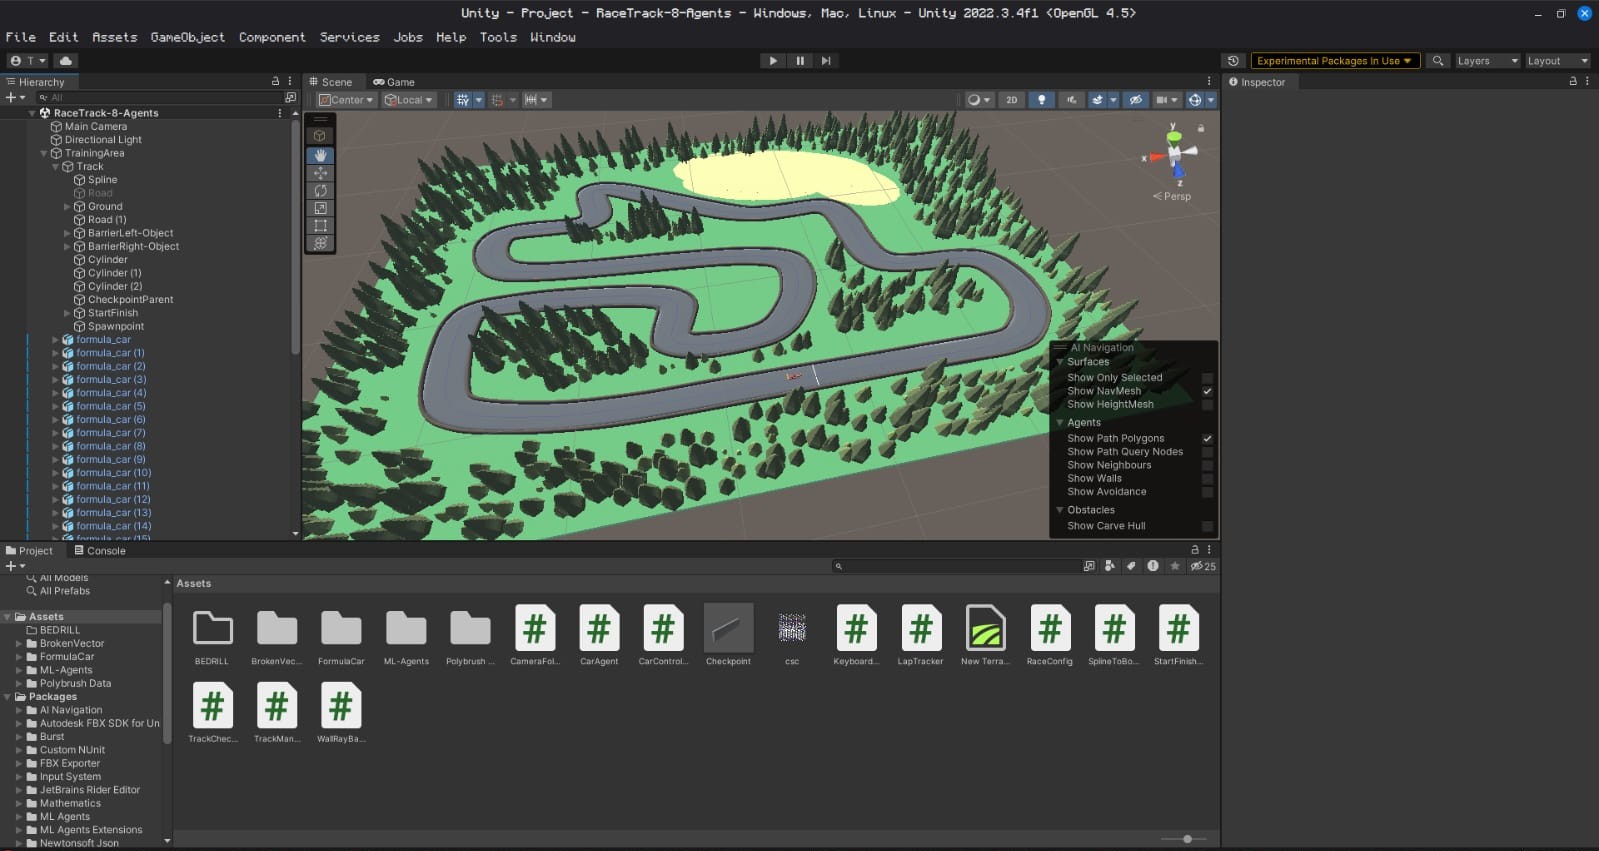 Unity - Project - RaceTrack-8-Agents - Windows, Mac, Linux - Unity 2022.3.4f1 <OpenGL 4.5>
File Edit Assets GameObject Component Services Jobs Help Tools Window
T
Experimental Packages In Use
Layers
Layout
Hierarchy
All
RaceTrack-8-Agents
Main Camera
Directional Light
TrainingArea
Track
Spline
Road
Ground
Road (1)
BarrierLeft-Object
BarrierRight-Object
Cylinder
Cylinder (1)
Cylinder (2)
CheckpointParent
StartFinish
Spawnpoint
formula_car
formula_car (1)
formula_car (2)
formula_car (3)
formula_car (4)
formula_car (5)
formula_car (6)
formula_car (7)
formula_car (8)
formula_car (9)
formula_car (10)
formula_car (11)
formula_car (12)
formula_car (13)
formula_car (14)
formula_car (15)
Scene Game
Center Local
2D
y
x
z
< Persp
AI Navigation
Surfaces
Show Only Selected
Show NavMesh
Show HeightMesh
Agents
Show Path Polygons
Show Path Query Nodes
Show Neighbours
Show Walls
Show Avoidance
Obstacles
Show Carve Hull
Inspector
Project Console
25
All Models
All Prefabs
Assets
BEDRILL
BrokenVector
FormulaCar
ML-Agents
Polybrush Data
Packages
AI Navigation
Autodesk FBX SDK for Un
Burst
Custom NUnit
FBX Exporter
Input System
JetBrains Rider Editor
Mathematics
ML Agents
ML Agents Extensions
Newtonsoft Json
Assets
BEDRILL BrokenVec... FormulaCar ML-Agents Polybrush ... CameraFol... CarAgent CarControl... Checkpoint csc Keyboard... LapTracker New Terra... RaceConfig SplineToBo... StartFinish...
TrackChec... TrackMan... WallRayBa...